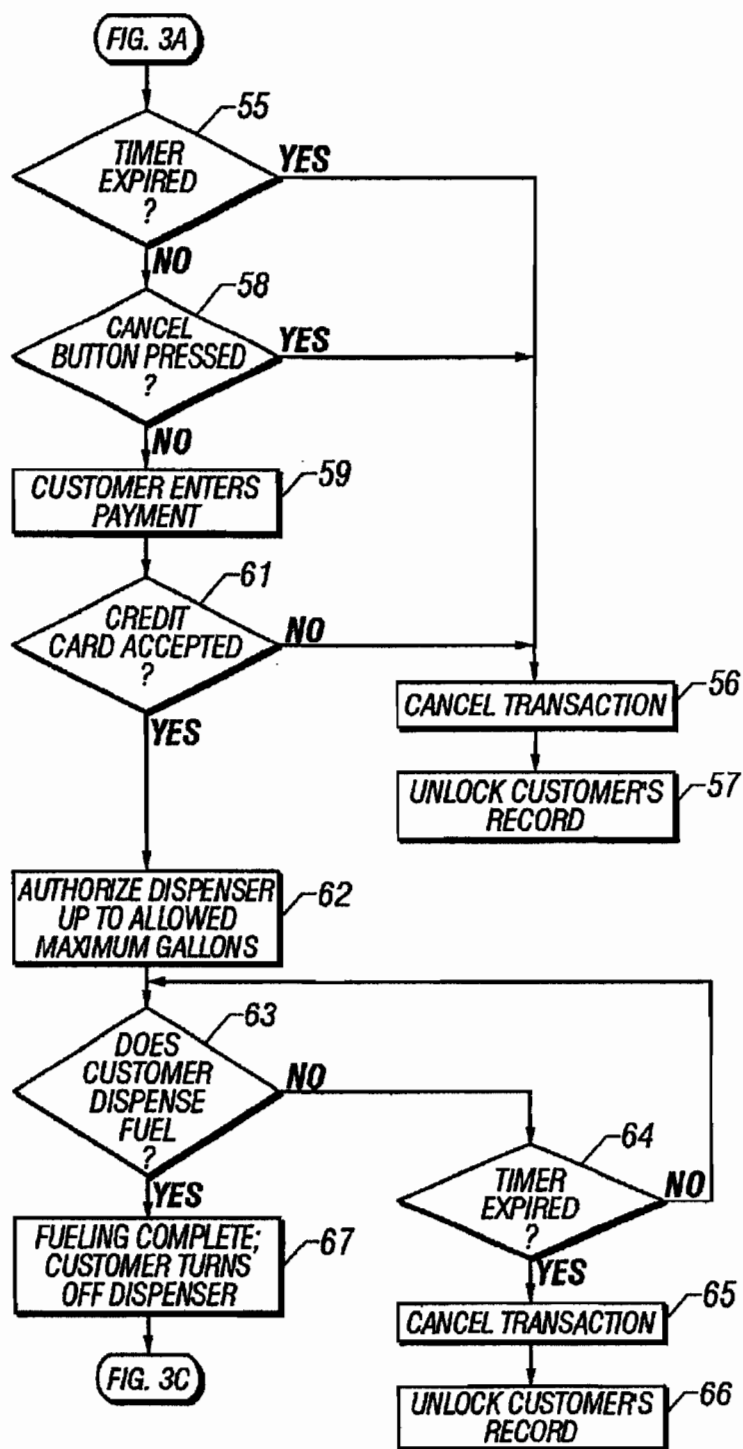 FIG. 3A
55
TIMER
EXPIRED
?
YES
NO
58
CANCEL
BUTTON PRESSED
?
YES
NO
59
CUSTOMER ENTERS
PAYMENT
61
CREDIT
CARD ACCEPTED
?
NO
YES
56
CANCEL TRANSACTION
57
UNLOCK CUSTOMER'S
RECORD
62
AUTHORIZE DISPENSER
UP TO ALLOWED
MAXIMUM GALLONS
63
DOES
CUSTOMER
DISPENSE
FUEL
?
NO
YES
64
TIMER
EXPIRED
?
NO
YES
67
FUELING COMPLETE;
CUSTOMER TURNS
OFF DISPENSER
65
CANCEL TRANSACTION
FIG. 3C
66
UNLOCK CUSTOMER'S
RECORD